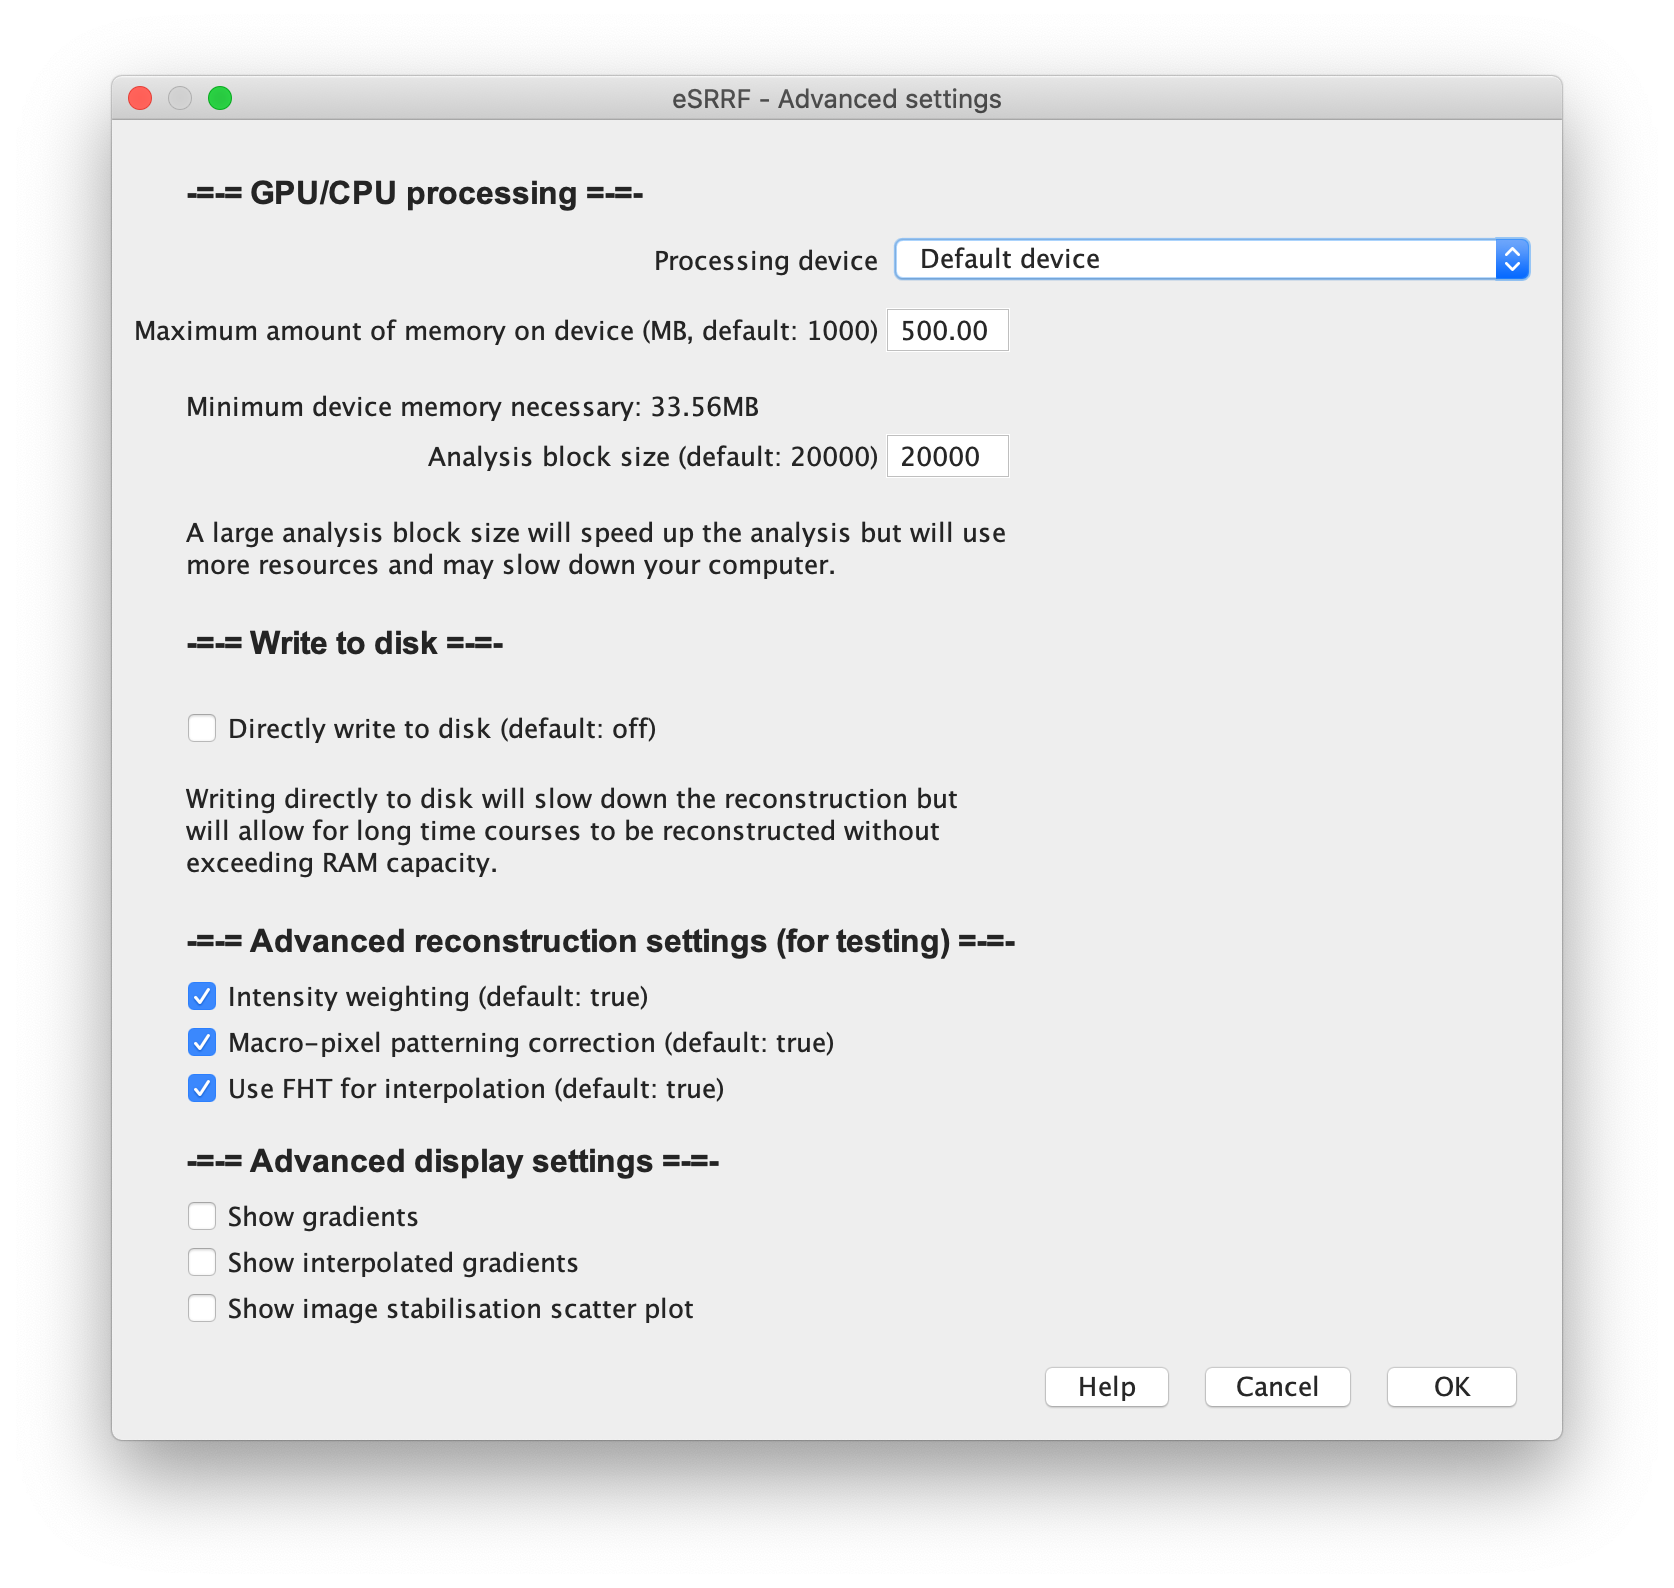 eSRRF - Advanced settings
-=-= GPU/CPU processing =-=-
Processing device Default device
Maximum amount of memory on device (MB, default: 1000) 500.00
Minimum device memory necessary: 33.56MB
Analysis block size (default: 20000) 20000
A large analysis block size will speed up the analysis but will use
more resources and may slow down your computer.
-=-= Write to disk =-=-
Directly write to disk (default: off)
Writing directly to disk will slow down the reconstruction but
will allow for long time courses to be reconstructed without
exceeding RAM capacity.
-=-= Advanced reconstruction settings (for testing) =-=-
Intensity weighting (default: true)
Macro-pixel patterning correction (default: true)
Use FHT for interpolation (default: true)
-=-= Advanced display settings =-=-
Show gradients
Show interpolated gradients
Show image stabilisation scatter plot
Help Cancel OK